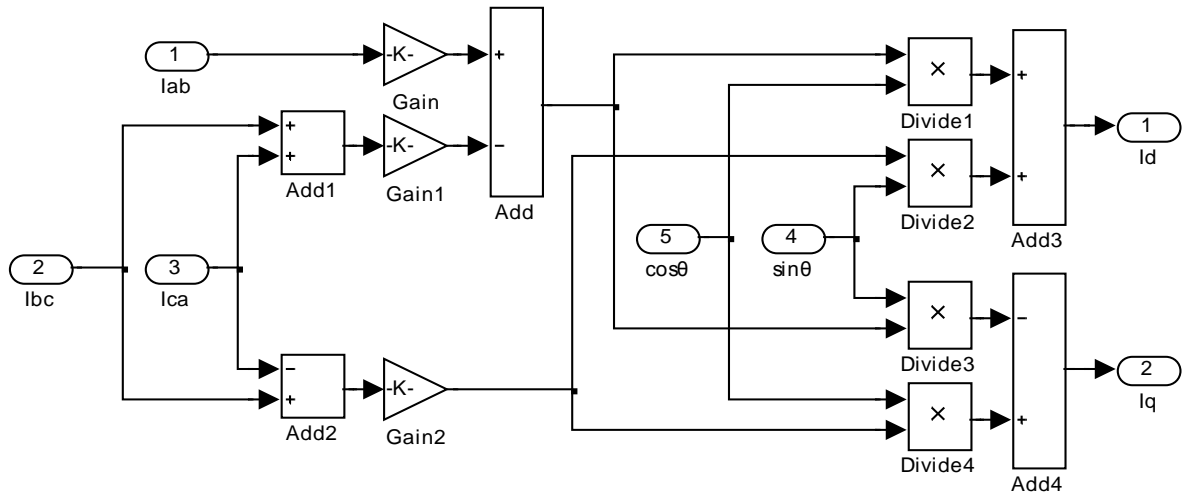 1
Iab
-K-
Gain
+
-
Add
+
+
Add1
-K-
Gain1
2
Ibc
3
Ica
-
+
Add2
-K-
Gain2
5
cosθ
4
sinθ
×
Divide1
×
Divide2
×
Divide3
×
Divide4
+
+
Add3
-
+
Add4
1
Id
2
Iq